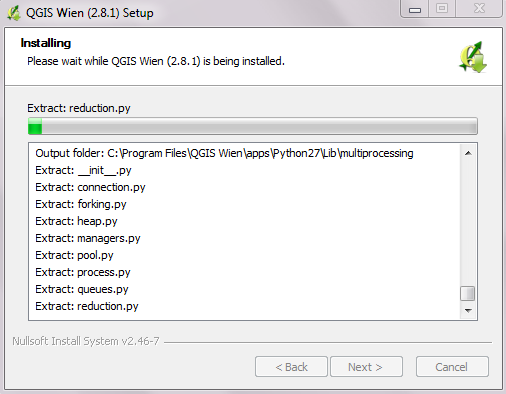 QGIS Wien (2.8.1) Setup
Installing
Please wait while QGIS Wien (2.8.1) is being installed.
Extract: reduction.py
Output folder: C:\Program Files\QGIS Wien\apps\Python27\Lib\multiprocessing
Extract: __init__.py
Extract: connection.py
Extract: forking.py
Extract: heap.py
Extract: managers.py
Extract: pool.py
Extract: process.py
Extract: queues.py
Extract: reduction.py
Nullsoft Install System v2.46-7
< Back Next > Cancel